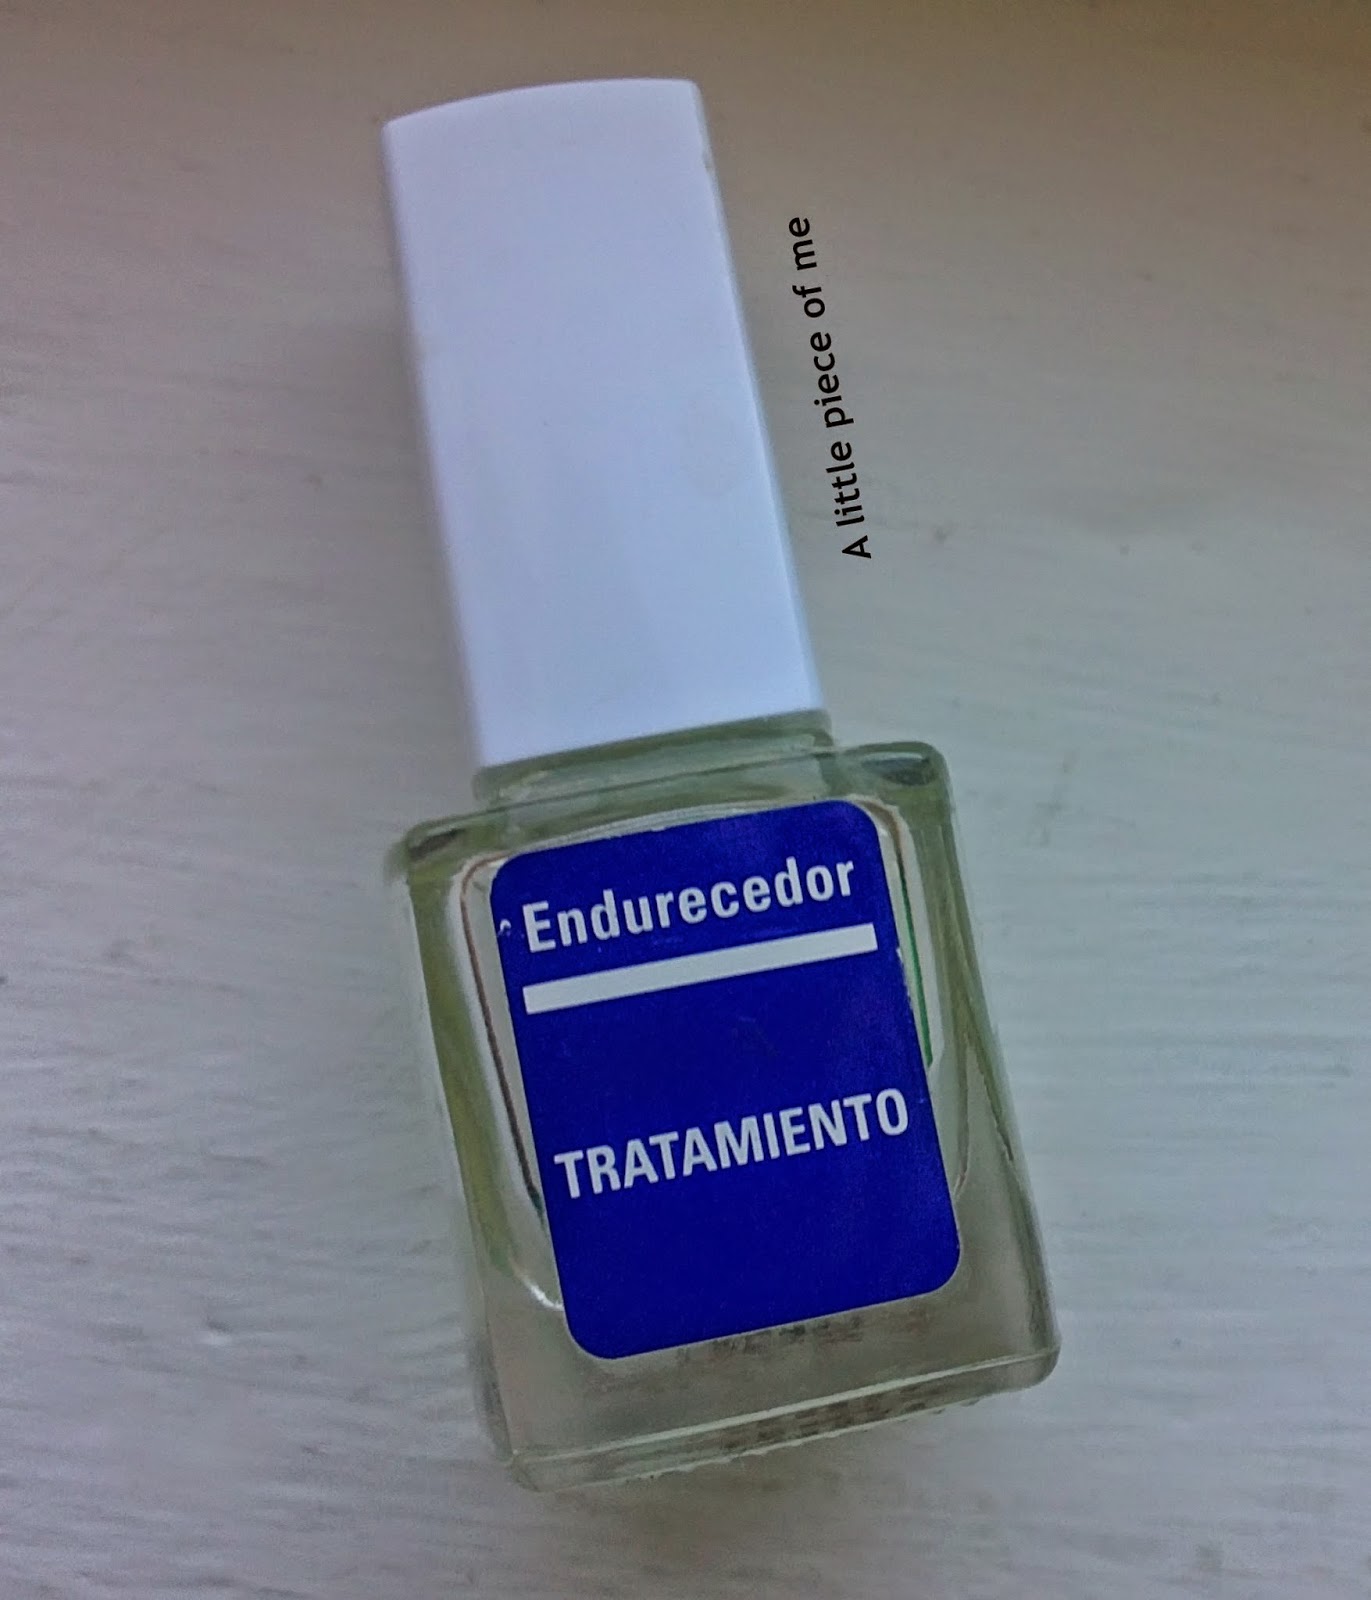 A little piece of me
Endurecedor
TRATAMIENTO